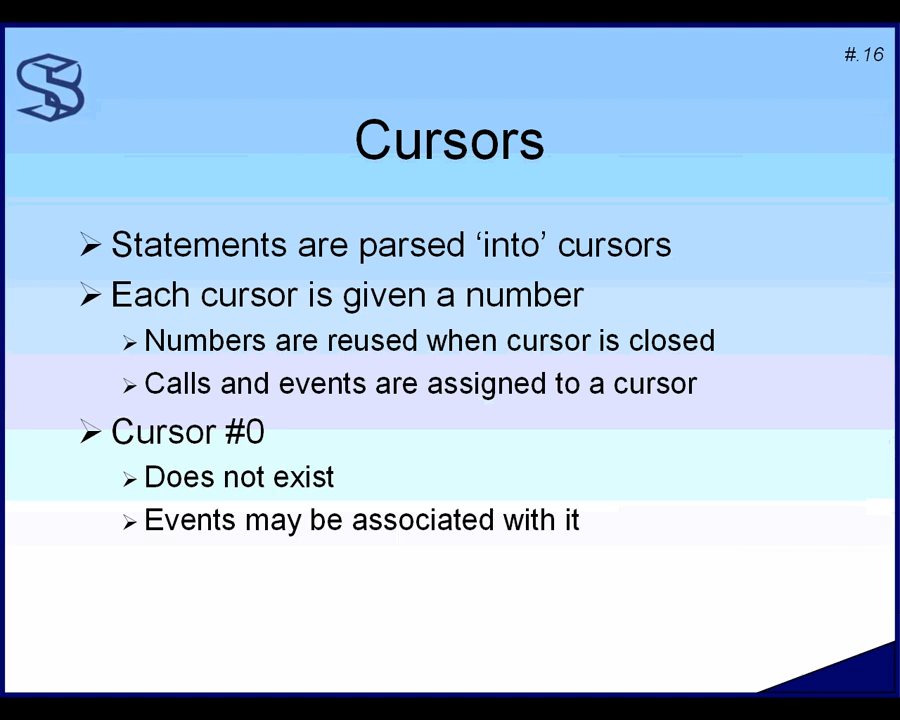 #.16
Cursors
Statements are parsed ‘into’ cursors
Each cursor is given a number
Numbers are reused when cursor is closed
Calls and events are assigned to a cursor
Cursor #0
Does not exist
Events may be associated with it